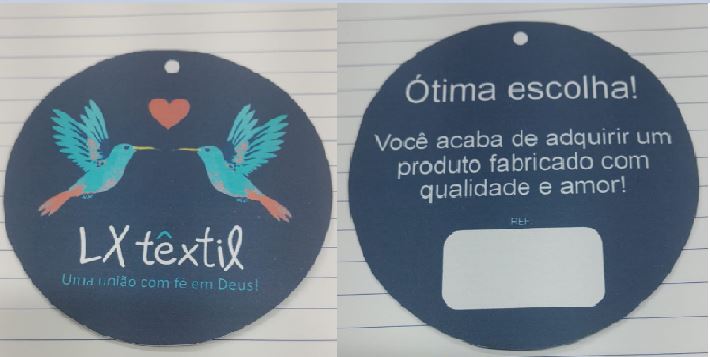 LX têxtil
Uma união com fé em Deus!
Ótima escolha!
Você acaba de adquirir um
produto fabricado com
qualidade e amor!
REF: